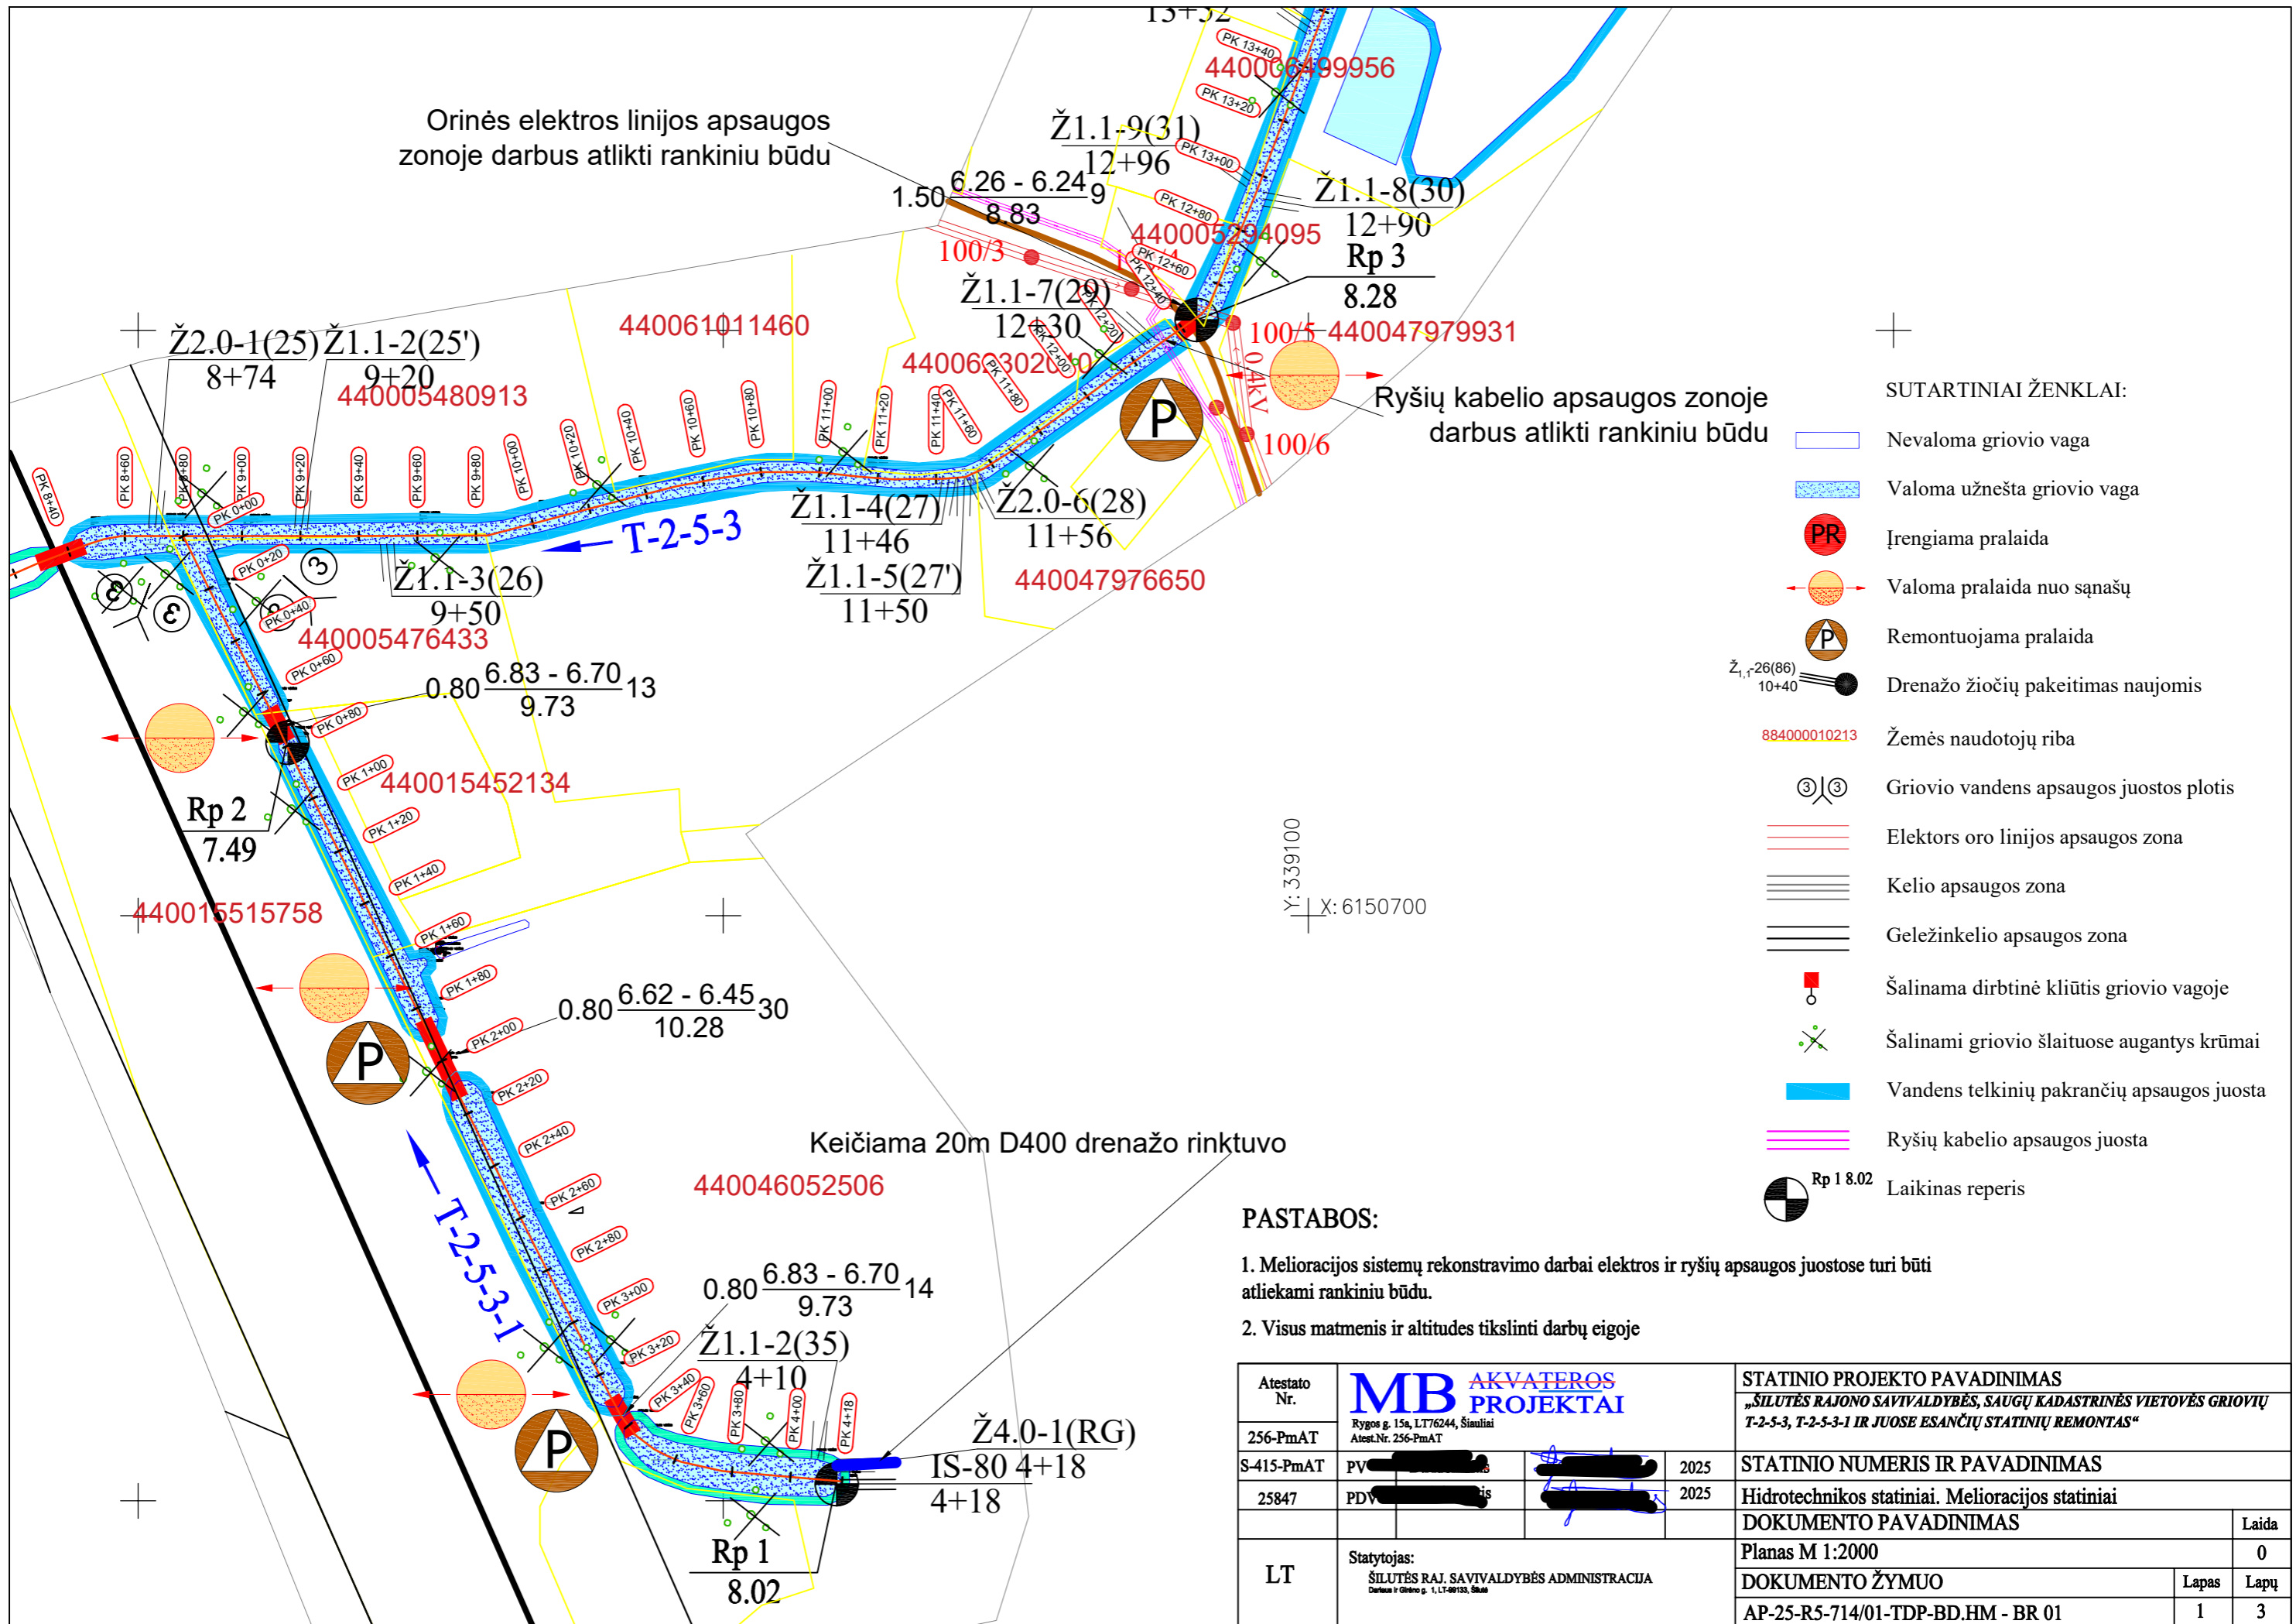 13+52
PK 13+40
440006499956
PK 13+20
Orinės elektros linijos apsaugos
zonoje darbus atlikti rankiniu būdu
Ž1.1-9(31)
12+96
PK 13+00
1.50 6.26 - 6.24 9
8.83
Ž1.1-8(30)
12+90
PK 12+80
440005294095
Rp 3
8.28
100/3
PK 12+60
PK 12+40
Ž1.1-7(29)
12+30
PK 12+20
PK 12+00
440061011460
100/5
440047979931
0.4kV
Ž2.0-1(25)
8+74
Ž1.1-2(25')
9+20
440005480913
PK 11+80
Ryšių kabelio apsaugos zonoje
darbus atlikti rankiniu būdu
P
100/6
PK 8+40
PK 8+60
PK 8+80
PK 9+00
PK 9+20
PK 9+40
PK 9+60
PK 9+80
PK 10+00
PK 10+20
PK 10+40
PK 10+60
PK 10+80
PK 11+00
PK 11+20
PK 11+40
PK 11+60
PK 0+00
T-2-5-3
Ž1.1-4(27)
11+46
Ž2.0-6(28)
11+56
PK 0+20
3
3
3
Ž1.1-3(26)
9+50
Ž1.1-5(27')
11+50
440047976650
PK 0+40
440005476433
PK 0+60
0.80 6.83 - 6.70 13
9.73
PK 0+80
PK 1+00
440015452134
Rp 2
7.49
PK 1+20
PK 1+40
440015515758
Y: 339100
X: 6150700
PK 1+60
PK 1+80
0.80 6.62 - 6.45 30
10.28
PK 2+00
P
PK 2+20
PK 2+40
Keičiama 20m D400 drenažo rinktuvo
440046052506
PK 2+60
T-2-5-3-1
PK 2+80
0.80 6.83 - 6.70 14
9.73
PK 3+00
PK 3+20
Ž1.1-2(35)
4+10
PK 3+40
PK 3+60
PK 3+80
PK 4+00
PK 4+18
P
Ž4.0-1(RG)
IS-80 4+18
4+18
Rp 1
8.02
SUTARTINIAI ŽENKLAI:
Nevaloma griovio vaga
Valoma užnešta griovio vaga
PR Įrengiama pralaida
Valoma pralaida nuo sąnašų
P Remontuojama pralaida
Ž1,1-26(86)
10+40
Drenažo žiočių pakeitimas naujomis
884000010213 Žemės naudotojų riba
3 3 Griovio vandens apsaugos juostos plotis
Elektors oro linijos apsaugos zona
Kelio apsaugos zona
Geležinkelio apsaugos zona
Šalinama dirbtinė kliūtis griovio vagoje
Šalinami griovio šlaituose augantys krūmai
Vandens telkinių pakrančių apsaugos juosta
Ryšių kabelio apsaugos juosta
Rp 1 8.02 Laikinas reperis
PASTABOS:
1. Melioracijos sistemų rekonstravimo darbai elektros ir ryšių apsaugos juostose turi būti
atliekami rankiniu būdu.
2. Visus matmenis ir altitudes tikslinti darbų eigoje
Atestato
Nr.
MB AKVATEROS
PROJEKTAI
Rygos g. 15a, LT76244, Šiauliai
Atest.Nr. 256-PmAT
256-PmAT
S-415-PmAT PV 2025
25847 PDV 2025
LT
Statytojas:
ŠILUTĖS RAJ. SAVIVALDYBĖS ADMINISTRACIJA
Dariaus ir Girėno g. 1, LT-99133, Šilutė
STATINIO PROJEKTO PAVADINIMAS
„ŠILUTĖS RAJONO SAVIVALDYBĖS, SAUGŲ KADASTRINĖS VIETOVĖS GRIOVIŲ
T-2-5-3, T-2-5-3-1 IR JUOSE ESANČIŲ STATINIŲ REMONTAS“
STATINIO NUMERIS IR PAVADINIMAS
Hidrotechnikos statiniai. Melioracijos statiniai
DOKUMENTO PAVADINIMAS
Laida
Planas M 1:2000
0
DOKUMENTO ŽYMUO
Lapas
Lapų
AP-25-R5-714/01-TDP-BD.HM - BR 01
1
3